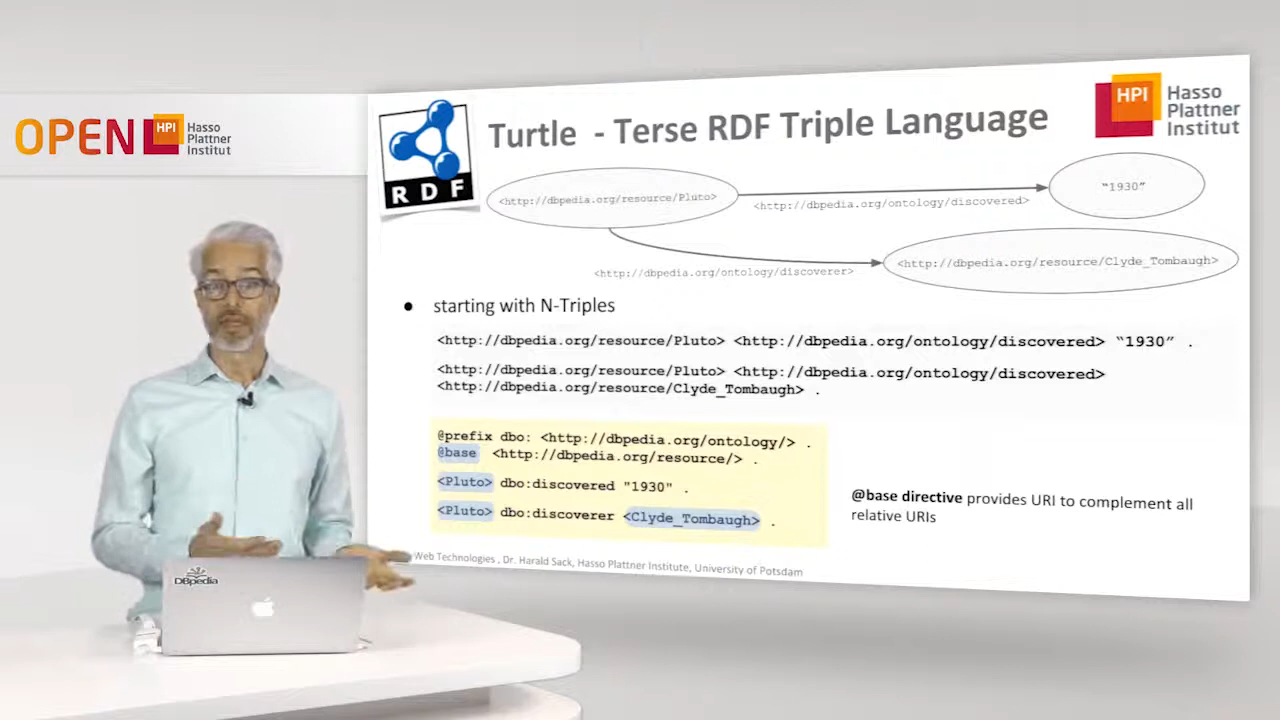 OPEN HPI Hasso
Plattner
Institut
RDF
Turtle - Terse RDF Triple Language
HPI Hasso
Plattner
Institut
<http://dbpedia.org/resource/Pluto>
<http://dbpedia.org/ontology/discovered>
“1930”
<http://dbpedia.org/ontology/discoverer>
<http://dbpedia.org/resource/Clyde_Tombaugh>
● starting with N-Triples
<http://dbpedia.org/resource/Pluto> <http://dbpedia.org/ontology/discovered> “1930” .
<http://dbpedia.org/resource/Pluto> <http://dbpedia.org/ontology/discovered>
<http://dbpedia.org/resource/Clyde_Tombaugh> .
@prefix dbo: <http://dbpedia.org/ontology/> .
@base <http://dbpedia.org/resource/> .
<Pluto> dbo:discovered "1930" .
<Pluto> dbo:discoverer <Clyde_Tombaugh> .
@base directive provides URI to complement all
relative URIs
Web Technologies , Dr. Harald Sack, Hasso Plattner Institute, University of Potsdam
DBpedia